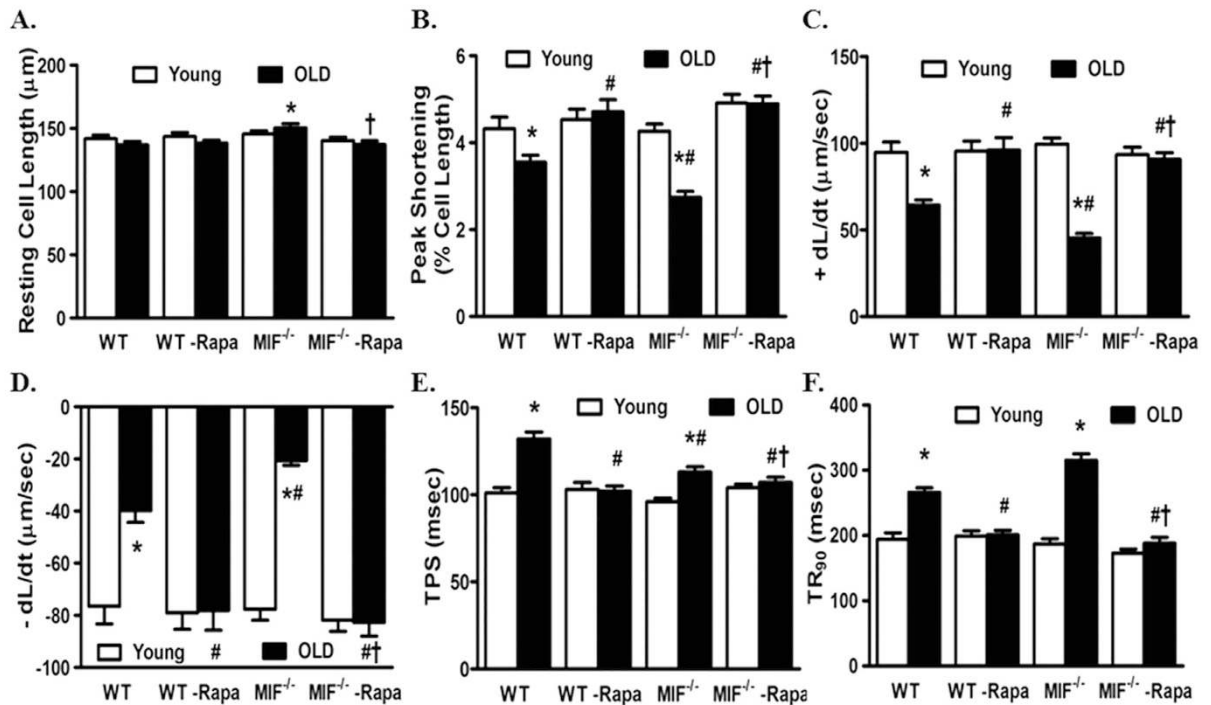 A.
Resting Cell Length (μm)
200
150
100
50
0
Young OLD
*
†
WT WT -Rapa MIF-/- MIF-/- -Rapa
B.
Peak Shortening
(% Cell Length)
6
4
2
0
Young OLD
*
#
*#
#†
WT WT -Rapa MIF-/- MIF-/- -Rapa
C.
+ dL/dt (μm/sec)
150
100
50
0
Young OLD
*
#
*#
#†
WT WT -Rapa MIF-/- MIF-/- -Rapa
D.
- dL/dt (μm/sec)
0
-20
-40
-60
-80
-100
*
*#
Young # OLD #†
WT WT -Rapa MIF-/- MIF-/- -Rapa
E.
TPS (msec)
150
100
50
0
Young OLD
*
#
*#
#†
WT WT -Rapa MIF-/- MIF-/- -Rapa
F.
TR90 (msec)
400
300
200
100
0
Young OLD
*
#
*
#†
WT WT -Rapa MIF-/- MIF-/- -Rapa